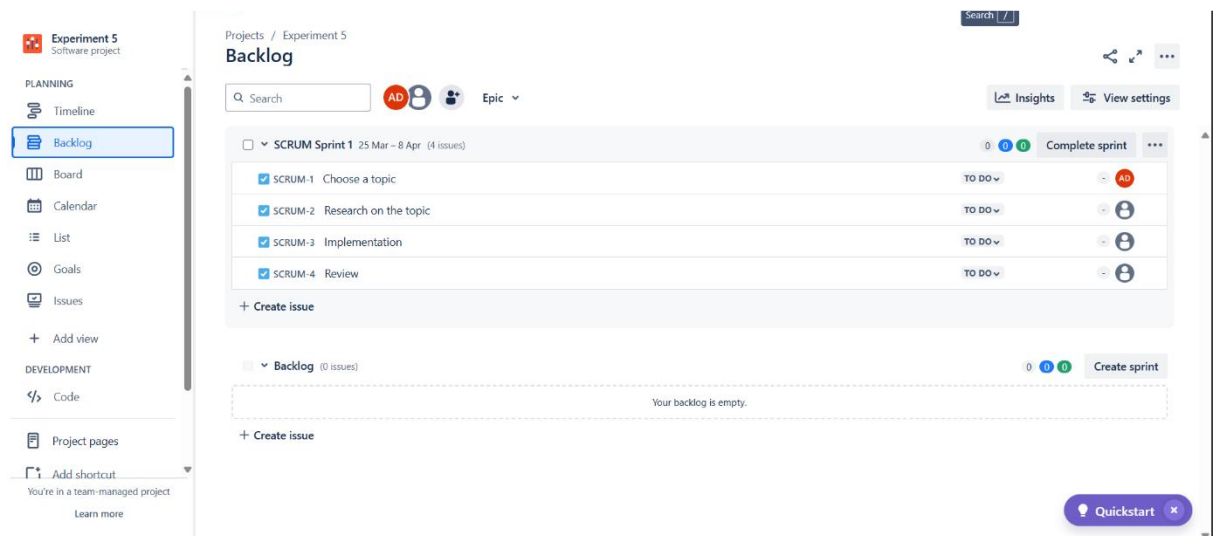 Search /
Experiment 5
Software project
PLANNING
Timeline
Backlog
Board
Calendar
List
Goals
Issues
+ Add view
DEVELOPMENT
</> Code
Project pages
Add shortcut
You're in a team-managed project
Learn more
Projects / Experiment 5
Backlog
Search AD Epic Insights View settings
SCRUM Sprint 1 25 Mar – 8 Apr (4 issues) 0 0 0 Complete sprint
SCRUM-1 Choose a topic TO DO - AD
SCRUM-2 Research on the topic TO DO -
SCRUM-3 Implementation TO DO -
SCRUM-4 Review TO DO -
+ Create issue
Backlog (0 issues) 0 0 0 Create sprint
Your backlog is empty.
+ Create issue
Quickstart ×